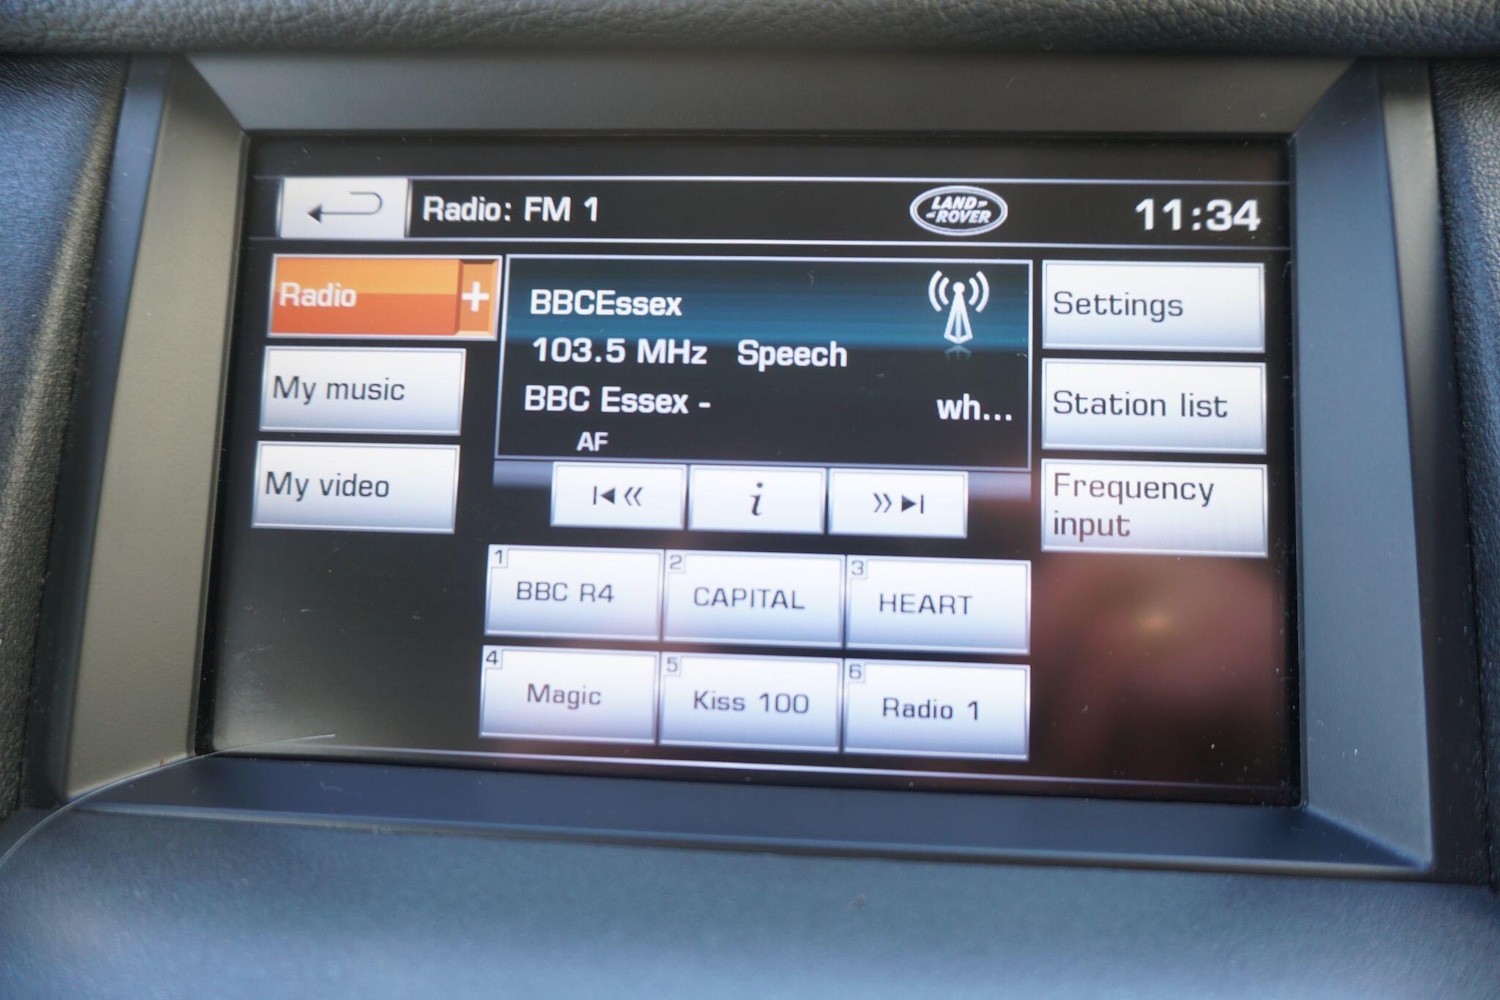 Radio: FM 1
LAND-
-ROVER
11:34
Radio +
My music
My video
BBCEssex
103.5 MHz Speech
BBC Essex - wh...
AF
i
Settings
Station list
Frequency
input
1 BBC R4
2 CAPITAL
3 HEART
4 Magic
5 Kiss 100
6 Radio 1